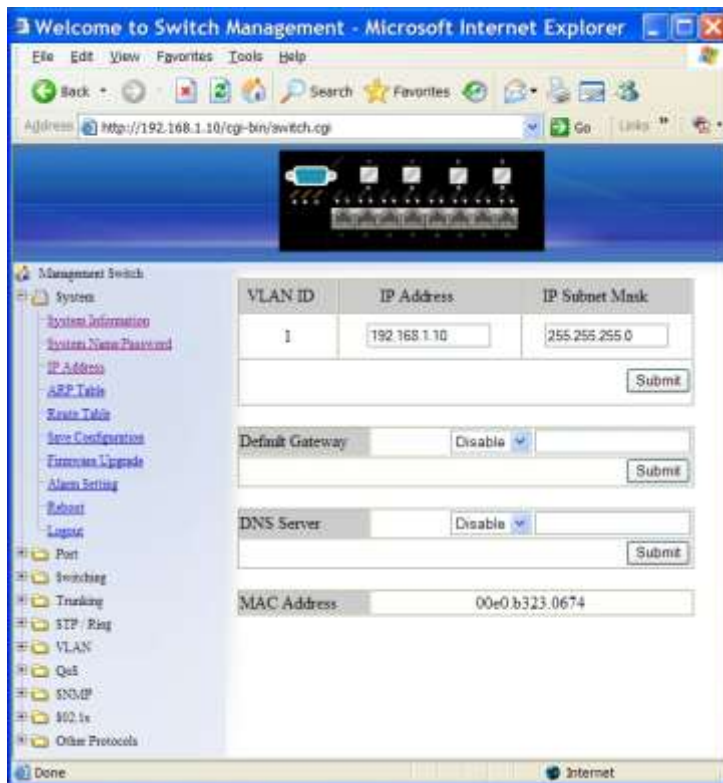 Welcome to Switch Management - Microsoft Internet Explorer
File Edit View Favorites Tools Help
Back Search Favorites
Address http://192.168.1.10/cgi-bin/switch.cgi Go Links »
Management Switch
System
System Information
System Name/Password
IP Address
ARP Table
Route Table
Save Configuration
Firmware Upgrade
Alarm Setting
Reboot
Logout
Port
Switching
Trunking
STP / Ring
VLAN
QoS
SNMP
802.1x
Other Protocols
VLAN ID IP Address IP Subnet Mask
1 192.168.1.10 255.255.255.0
Submit
Default Gateway Disable
Submit
DNS Server Disable
Submit
MAC Address 00e0.b323.0674
Done Internet